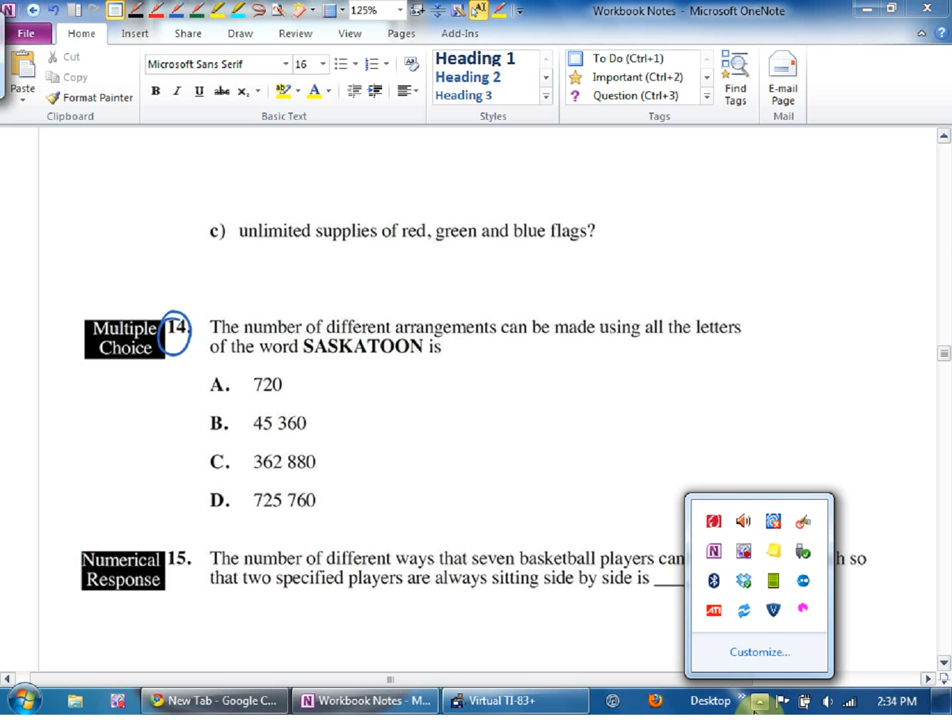 125%
Workbook Notes - Microsoft OneNote
File Home Insert Share Draw Review View Pages Add-Ins
Paste
Cut
Copy
Format Painter
Clipboard
Microsoft Sans Serif 16
B I U abc X₂ A
Basic Text
Heading 1
Heading 2
Heading 3
Styles
To Do (Ctrl+1)
Important (Ctrl+2)
Question (Ctrl+3)
Find Tags
Tags
E-mail Page
Mail
c) unlimited supplies of red, green and blue flags?
Multiple Choice
14. The number of different arrangements can be made using all the letters
of the word SASKATOON is
A. 720
B. 45 360
C. 362 880
D. 725 760
Numerical Response
15. The number of different ways that seven basketball players can h so
that two specified players are always sitting side by side is ___
Customize...
New Tab - Google C...
Workbook Notes - M...
Virtual TI-83+
Desktop
2:34 PM